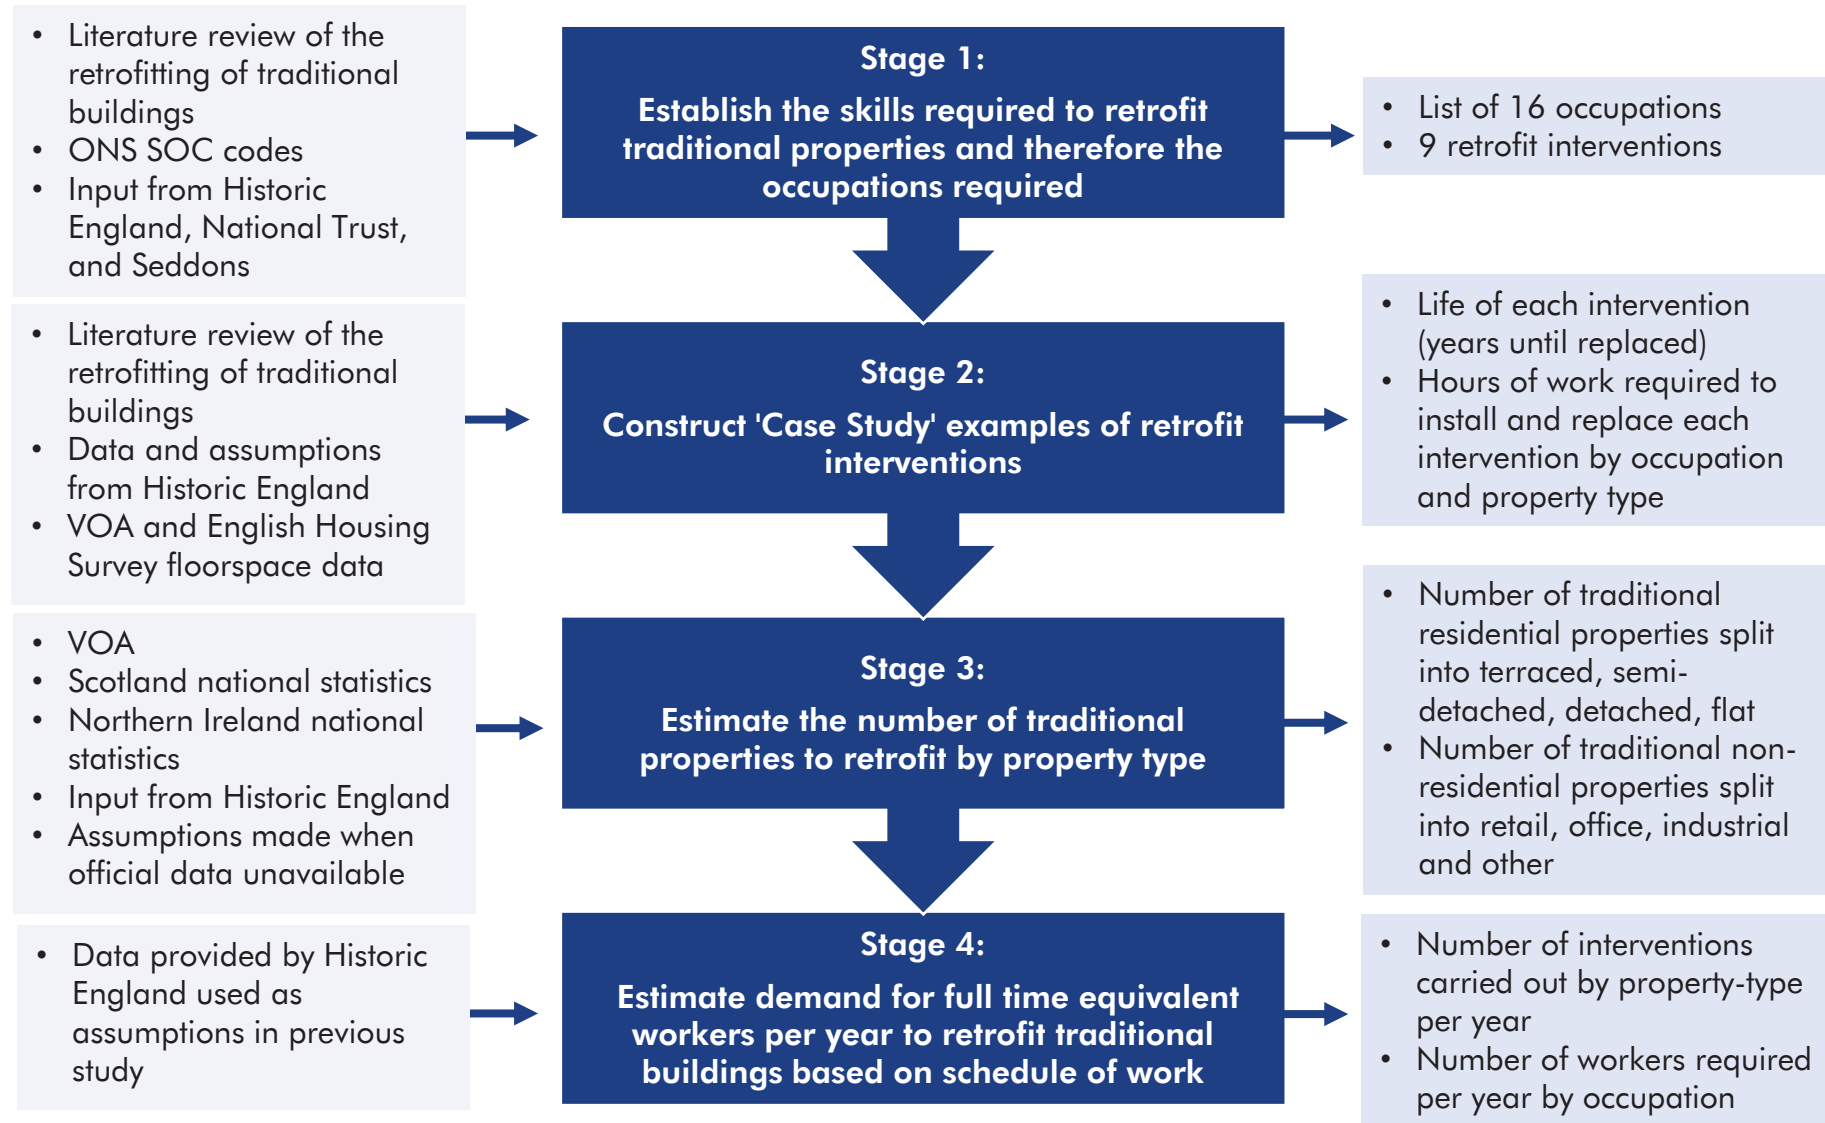 • Literature review of the
retrofitting of traditional
buildings
• ONS SOC codes
• Input from Historic
England, National Trust,
and Seddons
Stage 1:
Establish the skills required to retrofit
traditional properties and therefore the
occupations required
• List of 16 occupations
• 9 retrofit interventions
• Literature review of the
retrofitting of traditional
buildings
• Data and assumptions
from Historic England
• VOA and English Housing
Survey floorspace data
Stage 2:
Construct 'Case Study' examples of retrofit
interventions
• Life of each intervention
(years until replaced)
• Hours of work required to
install and replace each
intervention by occupation
and property type
• VOA
• Scotland national statistics
• Northern Ireland national
statistics
• Input from Historic England
• Assumptions made when
official data unavailable
Stage 3:
Estimate the number of traditional
properties to retrofit by property type
• Number of traditional
residential properties split
into terraced, semi-
detached, detached, flat
• Number of traditional non-
residential properties split
into retail, office, industrial
and other
• Data provided by Historic
England used as
assumptions in previous
study
Stage 4:
Estimate demand for full time equivalent
workers per year to retrofit traditional
buildings based on schedule of work
• Number of interventions
carried out by property-type
per year
• Number of workers required
per year by occupation